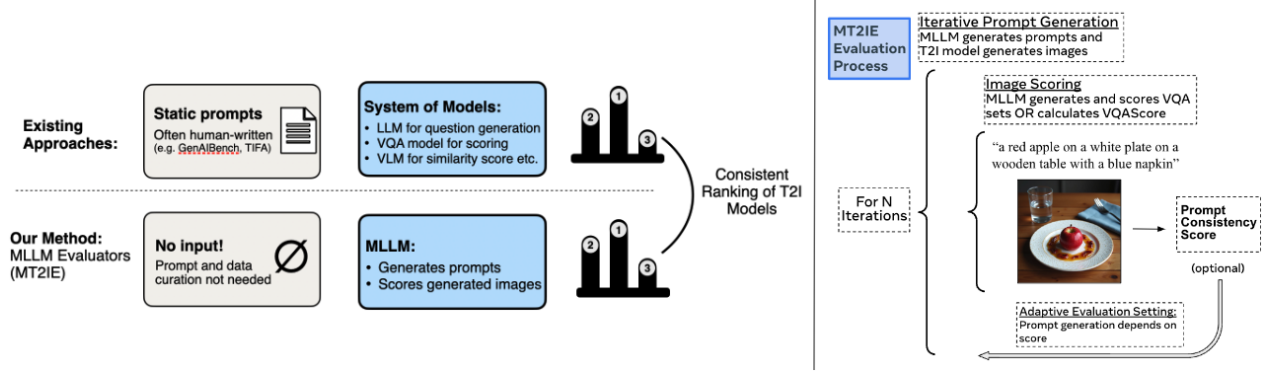 Existing
Approaches:
Static prompts
Often human-written
(e.g. GenAIBench, TIFA)
System of Models:
• LLM for question generation
• VQA model for scoring
• VLM for similarity score etc.
2
1
3
Our Method:
MLLM Evaluators
(MT2IE)
No input!
Prompt and data
curation not needed
MLLM:
• Generates prompts
• Scores generated images
2
1
3
Consistent
Ranking of T2I
Models
MT2IE
Evaluation
Process
Iterative Prompt Generation
MLLM generates prompts and
T2I model generates images
Image Scoring
MLLM generates and scores VQA
sets OR calculates VQAScore
For N
Iterations
“a red apple on a white plate on a
wooden table with a blue napkin”
Prompt
Consistency
Score
(optional)
Adaptive Evaluation Setting:
Prompt generation depends on
score